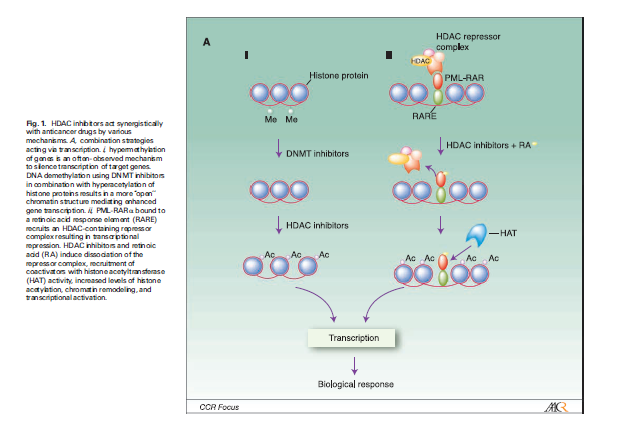 Fig. 1. HDAC inhibitors act synergistically
with anticancer drugs by various
mechanisms. A, combination strategies
acting via transcription. i, hypermethylation
of genes is an often-observed mechanism
to silence transcription of target genes.
DNA demethylation using DNMT inhibitors
in combination with hyperacetylation of
histone proteins results in a more "open"
chromatin structure mediating enhanced
gene transcription. ii, PML-RARα bound to
a retinoic acid response element (RARE)
recruits an HDAC-containing repressor
complex resulting in transcriptional
repression. HDAC inhibitors and retinoic
acid (RA) induce dissociation of the
repressor complex, recruitment of
coactivators with histone acetyltransferase
(HAT) activity, increased levels of histone
acetylation, chromatin remodeling, and
transcriptional activation.
A
I
II
HDAC repressor
complex
HDAC
Histone protein
PML-RAR
Me Me
RARE
DNMT inhibitors
HDAC inhibitors + RA
HDAC inhibitors
HAT
Ac Ac Ac
Ac Ac Ac Ac
Transcription
Biological response
CCR Focus
AACR